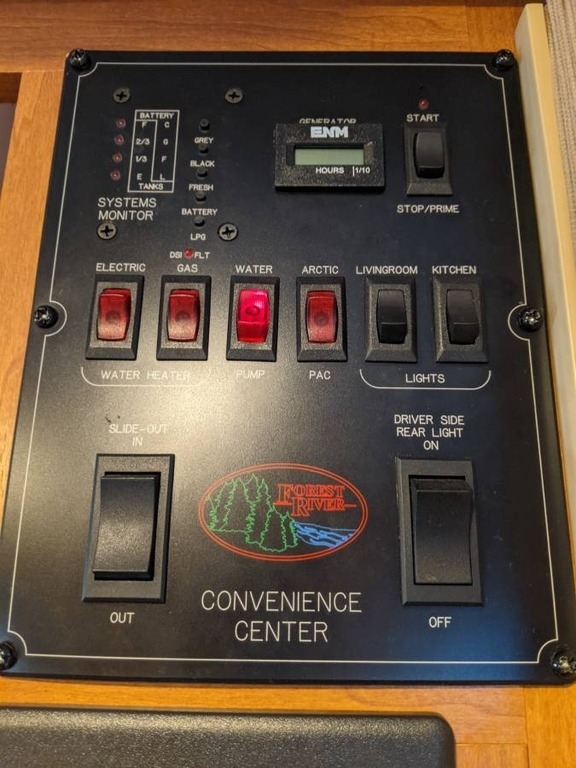 BATTERY
F C
2/3 G
1/3 F
E L
TANKS
SYSTEMS
MONITOR
GREY
BLACK
FRESH
BATTERY
LPG
GENERATOR
ENM
HOURS 1/10
START
STOP/PRIME
DSI FLT
ELECTRIC GAS WATER ARCTIC LIVINGROOM KITCHEN
WATER HEATER PUMP PAC LIGHTS
SLIDE-OUT
IN
OUT
FOREST
RIVER
CONVENIENCE
CENTER
DRIVER SIDE
REAR LIGHT
ON
OFF